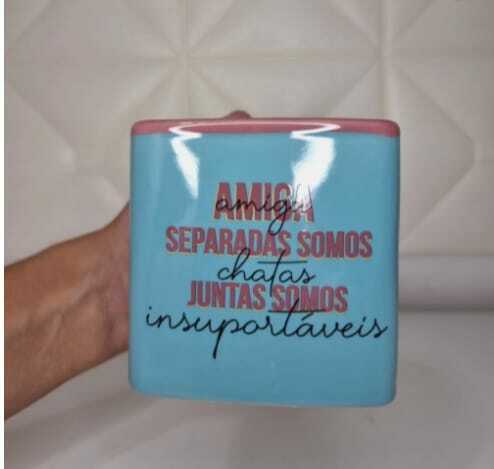 AMIGA
amiga
SEPARADAS SOMOS
chatas
JUNTAS SOMOS
insuportáveis